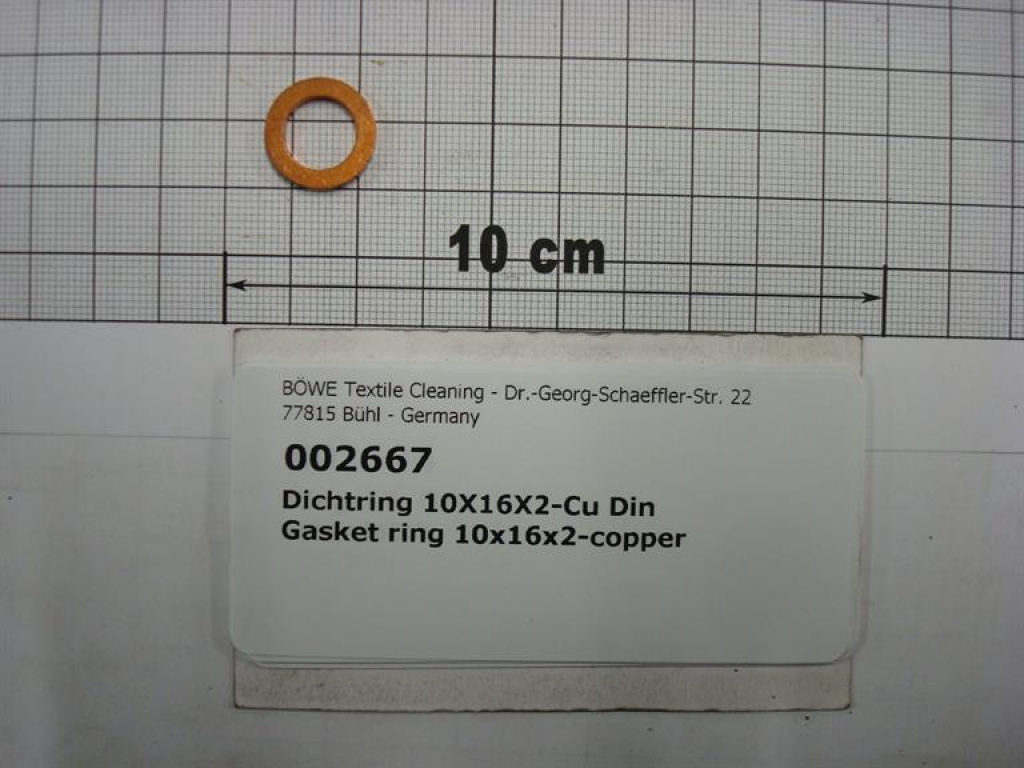 10 cm
BÖWE Textile Cleaning - Dr.-Georg-Schaeffler-Str. 22
77815 Bühl - Germany
002667
Dichtring 10X16X2-Cu Din
Gasket ring 10x16x2-copper